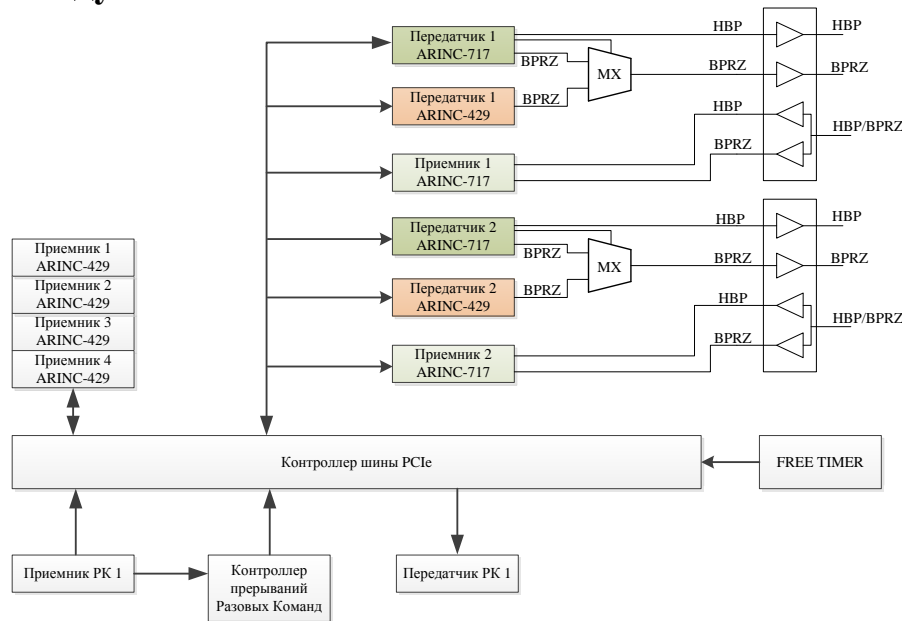 Передатчик 1
ARINC-717
HBP
HBP
BPRZ
MX
BPRZ
BPRZ
Передатчик 1
ARINC-429
BPRZ
HBP
HBP/BPRZ
Приемник 1
ARINC-717
BPRZ
Передатчик 2
ARINC-717
HBP
HBP
BPRZ
MX
BPRZ
BPRZ
Передатчик 2
ARINC-429
BPRZ
HBP
HBP/BPRZ
Приемник 2
ARINC-717
BPRZ
Приемник 1
ARINC-429
Приемник 2
ARINC-429
Приемник 3
ARINC-429
Приемник 4
ARINC-429
Контроллер шины PCIe
FREE TIMER
Приемник РК 1
Контроллер
прерываний
Разовых Команд
Передатчик РК 1